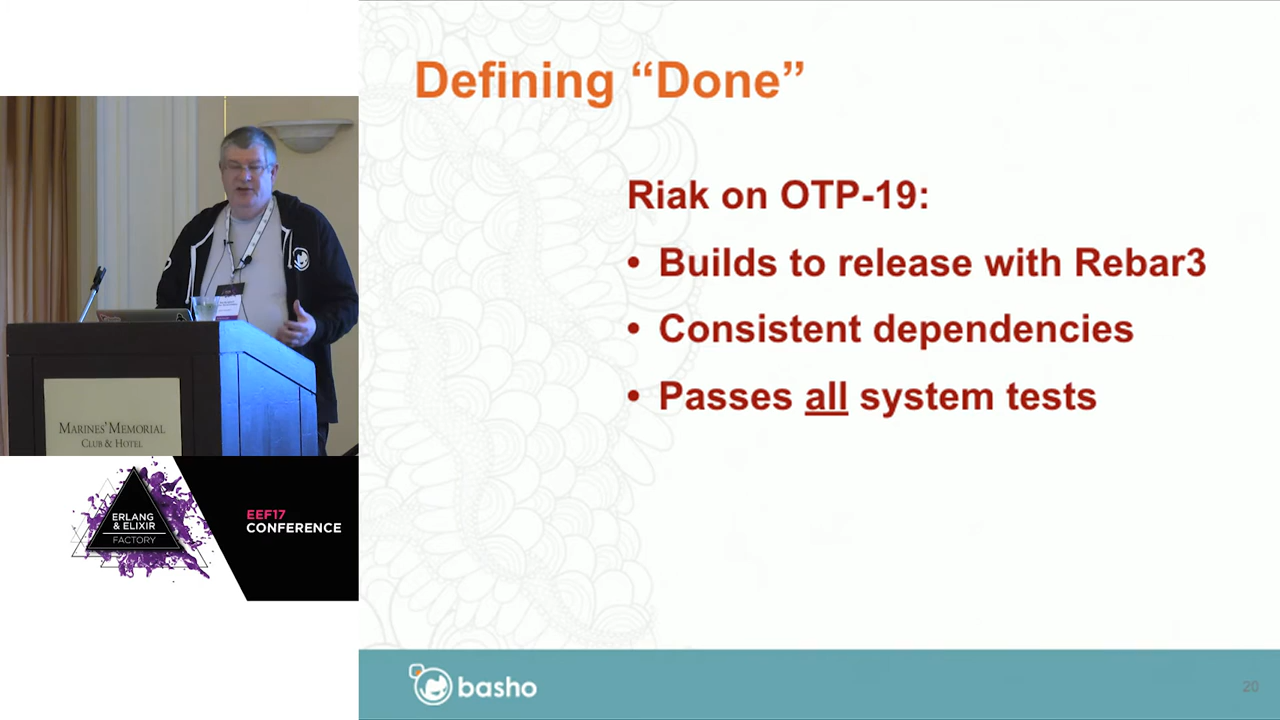 Defining “Done”
Riak on OTP-19:
• Builds to release with Rebar3
• Consistent dependencies
• Passes all system tests
MARINES’ MEMORIAL
CLUB & HOTEL
ERLANG
& ELIXIR
FACTORY
EEF17
CONFERENCE
basho
20